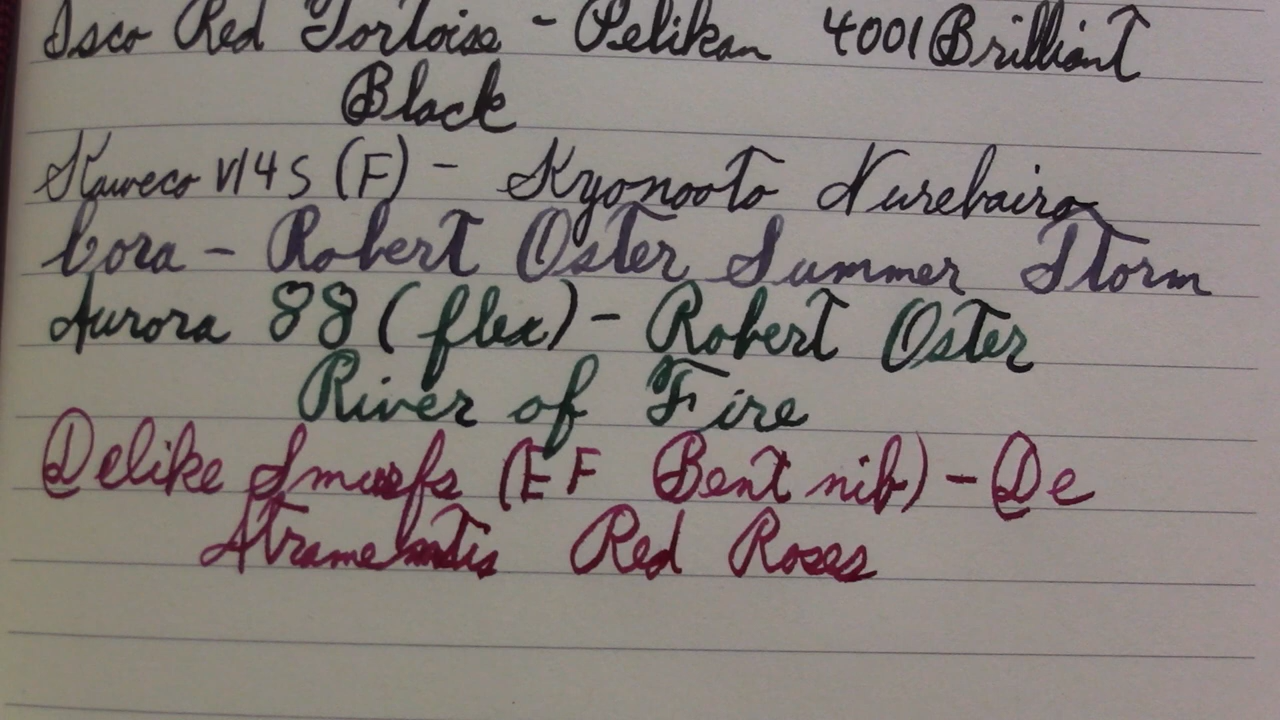 Isco Red Tortoise - Pelikan 4001 Brilliant
Black
Kaweco V14 S (F) - Kyonooto Nurebairo
Cora - Robert Oster Summer Storm
Aurora 88 (flex) - Robert Oster
River of Fire
Delike Smurfs (EF Bent nib) - De
Atramentis Red Roses